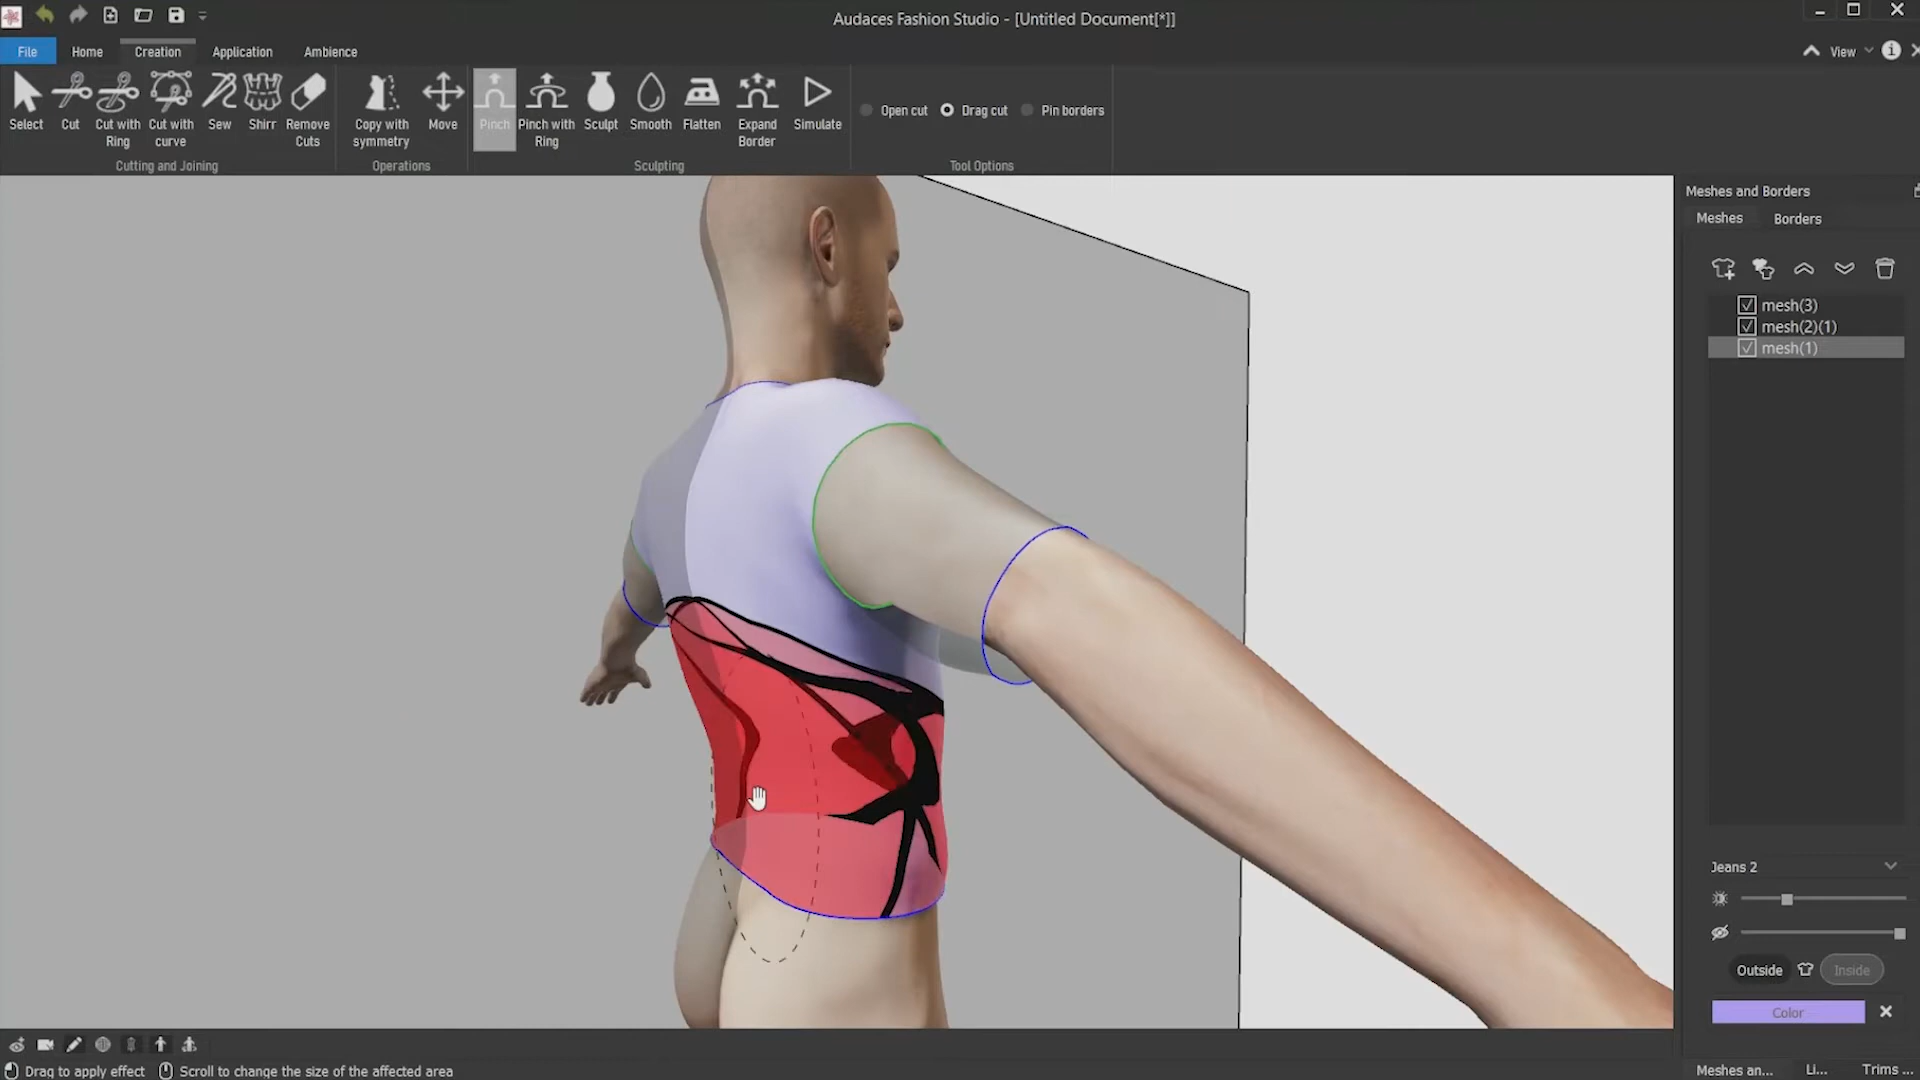 Audaces Fashion Studio - [Untitled Document[*]]
File Home Creation Application Ambience View
Select Cut Cut with Ring Cut with curve Sew Shirr Remove Cuts
Cutting and Joining
Copy with symmetry Move
Operations
Pinch Pinch with Ring Sculpt Smooth Flatten Expand Border Simulate
Sculpting
Open cut Drag cut Pin borders
Tool Options
Meshes and Borders
Meshes Borders
mesh(3)
mesh(2)(1)
mesh(1)
Jeans 2
Outside Inside
Color
Drag to apply effect Scroll to change the size of the affected area
Meshes an... Li... Trims ...